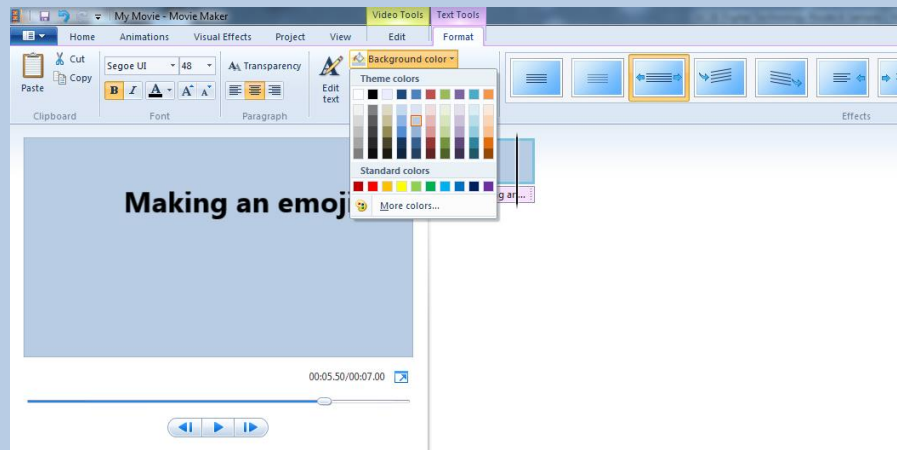 My Movie - Movie Maker
Video Tools
Text Tools
Home
Animations
Visual Effects
Project
View
Edit
Format
Paste
Cut
Copy
Clipboard
Segoe UI
48
B I A A A
Font
Transparency
Paragraph
Edit
text
Background color
Theme colors
Standard colors
More colors...
Effects
Making an emoji
g an...
00:05.50/00:07.00